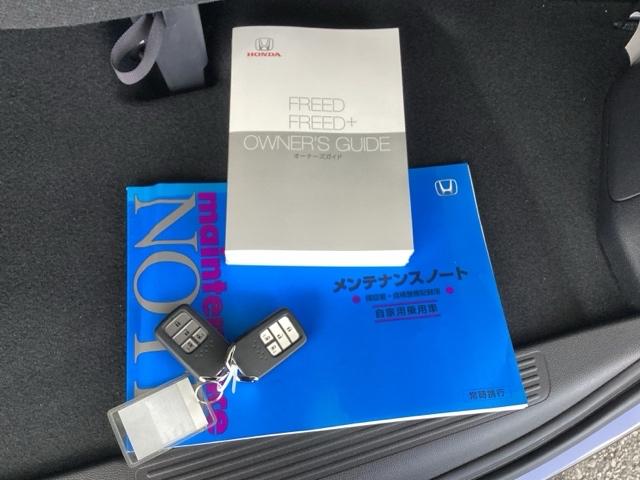 HONDA
FREED
FREED+
OWNER'S GUIDE
オーナーズガイド
メンテナンスノート
保証書・点検整備記録簿
自家用乗用車
常時携行